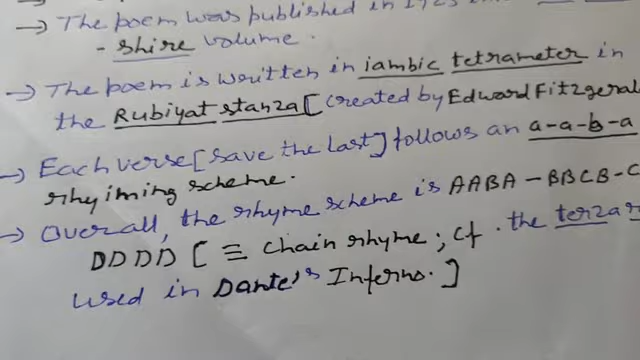 → The poem was published in 1923 in
- shire volume.
→ The poem is written in iambic tetrameter in
the Rubiyat stanza [created by Edward Fitzgeral
→ Each verse [save the last] follows an a-a-b-a
rhyiming scheme.
→ Overall, the rhyme scheme is AABA - BBCB - C
DDDD [≡ Chain rhyme; cf. the terza r
used in Dante's Inferno.]